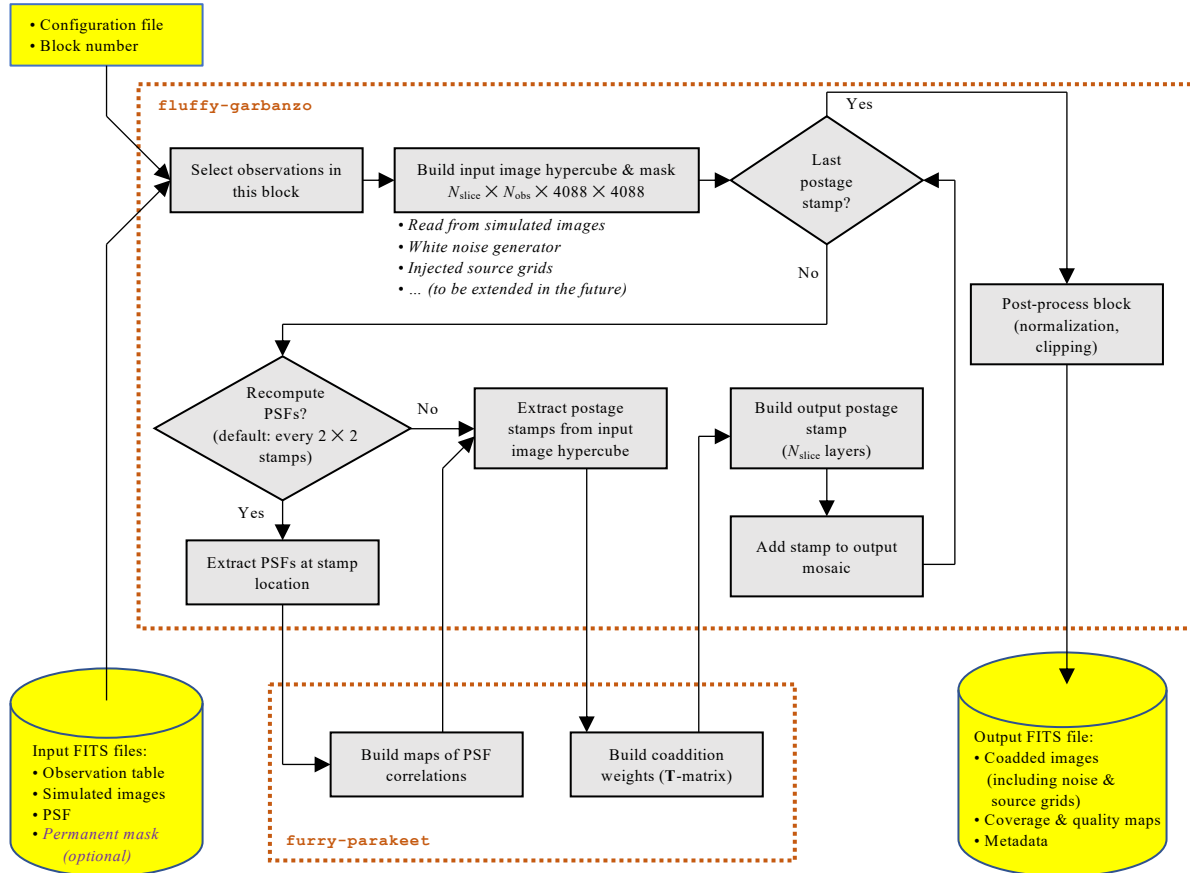 • Configuration file
• Block number
fluffy-garbanzo
Select observations in
this block
Build input image hypercube & mask
Nslice × Nobs × 4088 × 4088
• Read from simulated images
• White noise generator
• Injected source grids
• … (to be extended in the future)
Last
postage
stamp?
Yes
No
Post-process block
(normalization,
clipping)
Recompute
PSFs?
(default: every 2 × 2
stamps)
No
Yes
Extract postage
stamps from input
image hypercube
Build output postage
stamp
(Nslice layers)
Extract PSFs at stamp
location
Add stamp to output
mosaic
Build maps of PSF
correlations
Build coaddition
weights (T-matrix)
furry-parakeet
Input FITS files:
• Observation table
• Simulated images
• PSF
• Permanent mask
(optional)
Output FITS file:
• Coadded images
(including noise &
source grids)
• Coverage & quality maps
• Metadata